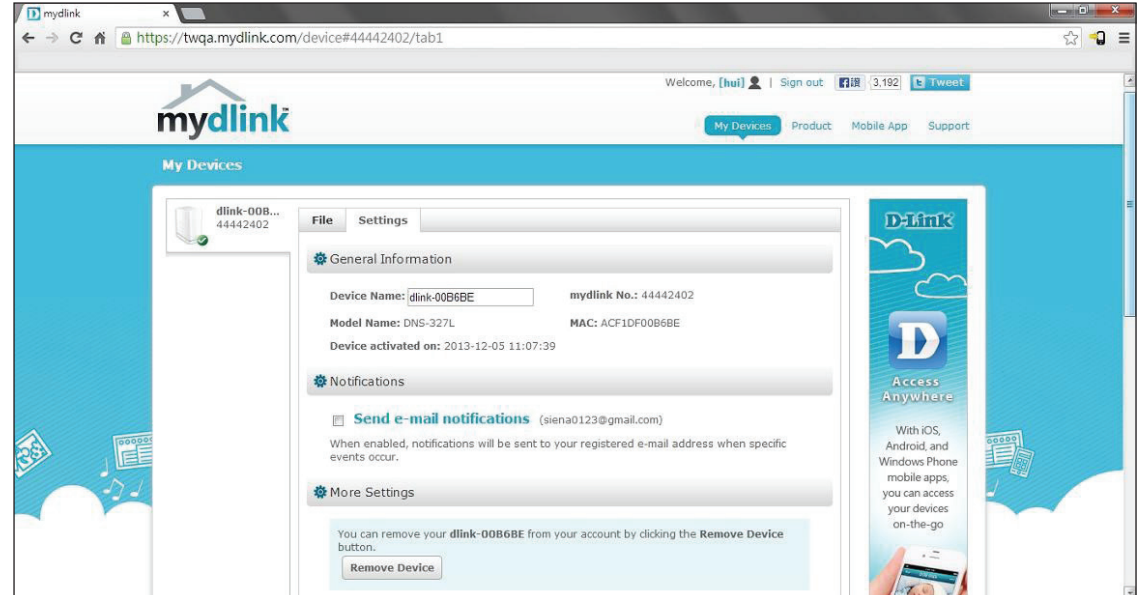 mydlink
https://twqa.mydlink.com/device#44442402/tab1
Welcome, [hui] | Sign out 3,192 Tweet
mydlink
My Devices Product Mobile App Support
My Devices
dlink-00B...
44442402
File Settings
General Information
Device Name: dlink-00B6BE mydlink No.: 44442402
Model Name: DNS-327L MAC: ACF1DF00B6BE
Device activated on: 2013-12-05 11:07:39
Notifications
Send e-mail notifications (siena0123@gmail.com)
When enabled, notifications will be sent to your registered e-mail address when specific
events occur.
More Settings
You can remove your dlink-00B6BE from your account by clicking the Remove Device
button.
Remove Device
D-Link
D
Access
Anywhere
With iOS,
Android, and
Windows Phone
mobile apps,
you can access
your devices
on-the-go